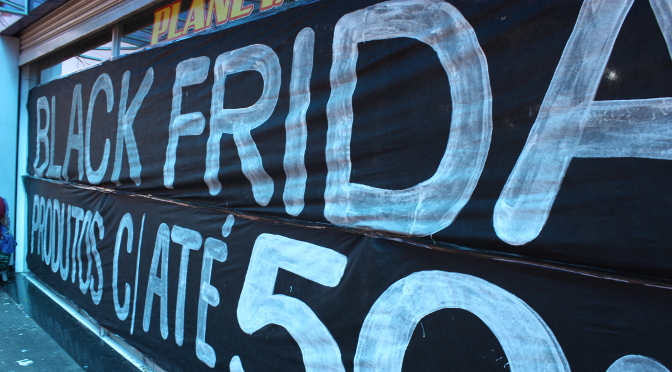 PLANE
BLACK FRIDA
PRODUTOS C/ ATÉ 50